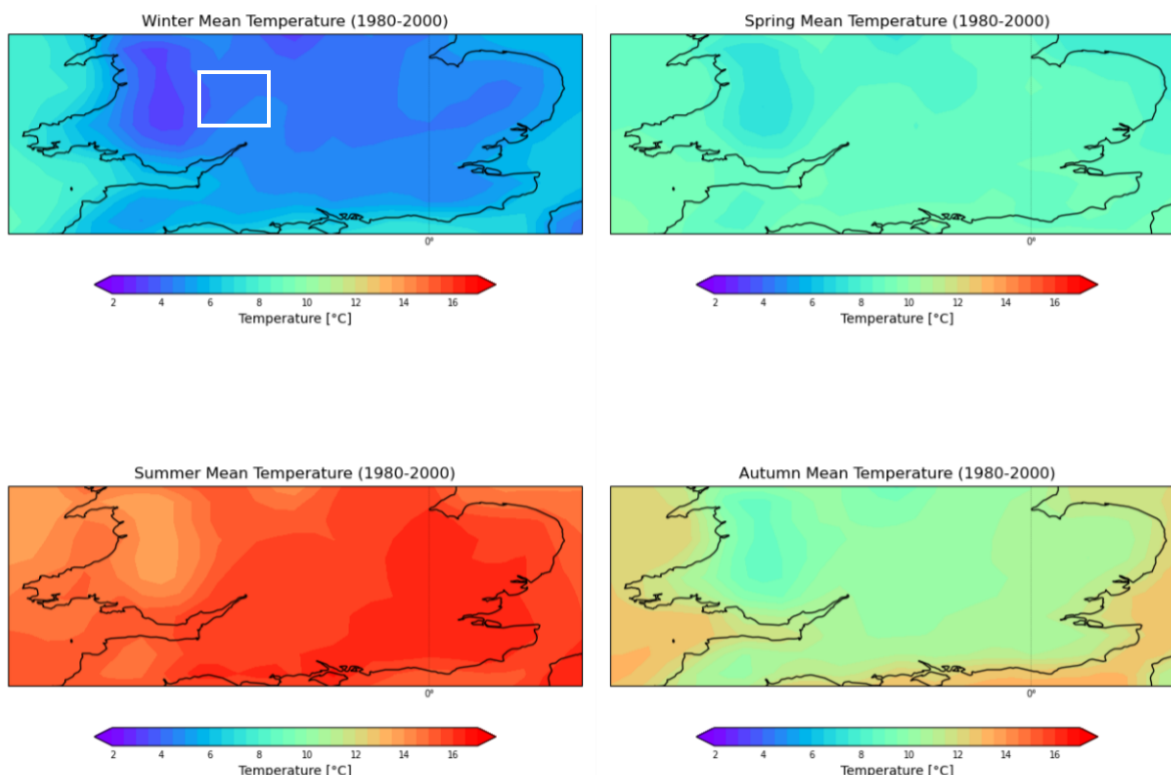 Winter Mean Temperature (1980-2000)
Spring Mean Temperature (1980-2000)
0°
0°
2 4 6 8 10 12 14 16
2 4 6 8 10 12 14 16
Temperature [°C]
Temperature [°C]
Summer Mean Temperature (1980-2000)
Autumn Mean Temperature (1980-2000)
0°
0°
2 4 6 8 10 12 14 16
2 4 6 8 10 12 14 16
Temperature [°C]
Temperature [°C]